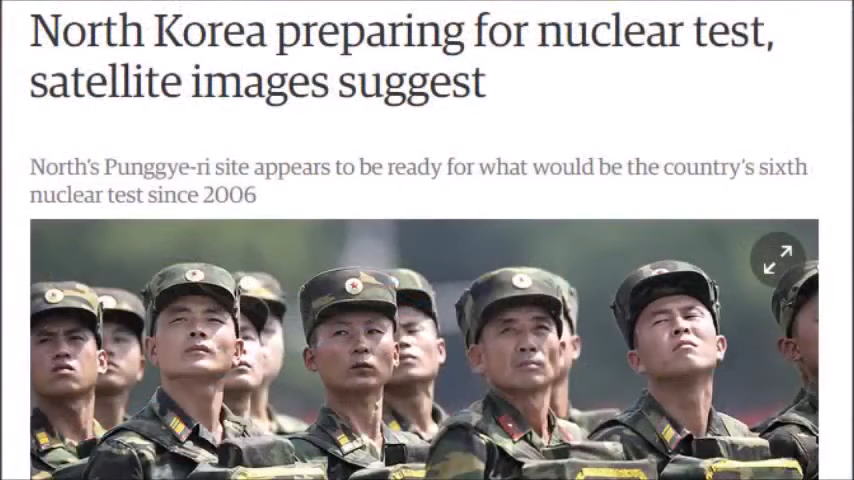 North Korea preparing for nuclear test,
satellite images suggest
North's Punggye-ri site appears to be ready for what would be the country's sixth
nuclear test since 2006